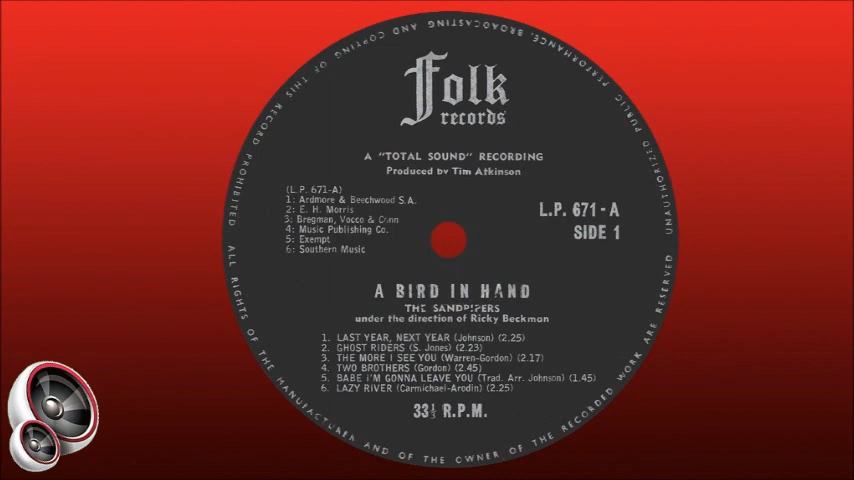 Folk
records
A "TOTAL SOUND" RECORDING
Produced by Tim Atkinson
(L.P. 671-A)
1: Ardmore & Beechwood S.A.
2: E. H. Morris
3: Bregman, Vocco & Conn
4: Music Publishing Co.
5: Exempt
6: Southern Music
L.P. 671-A
SIDE 1
A BIRD IN HAND
THE SANDPIPERS
under the direction of Ricky Beckman
1. LAST YEAR, NEXT YEAR (Johnson) (2.25)
2. GHOST RIDERS (S. Jones) (2.23)
3. THE MORE I SEE YOU (Warren-Gordon) (2.17)
4. TWO BROTHERS (Gordon) (2.45)
5. BABE I'M GONNA LEAVE YOU (Trad. Arr. Johnson) (1.45)
6. LAZY RIVER (Carmichael-Arodin) (2.25)
33⅓ R.P.M.
ALL RIGHTS OF THE MANUFACTURER AND OF THE OWNER OF THE RECORDED WORK ARE RESERVED UNAUTHORIZED PUBLIC PERFORMANCE, BROADCASTING AND COPYING OF THIS RECORD PROHIBITED